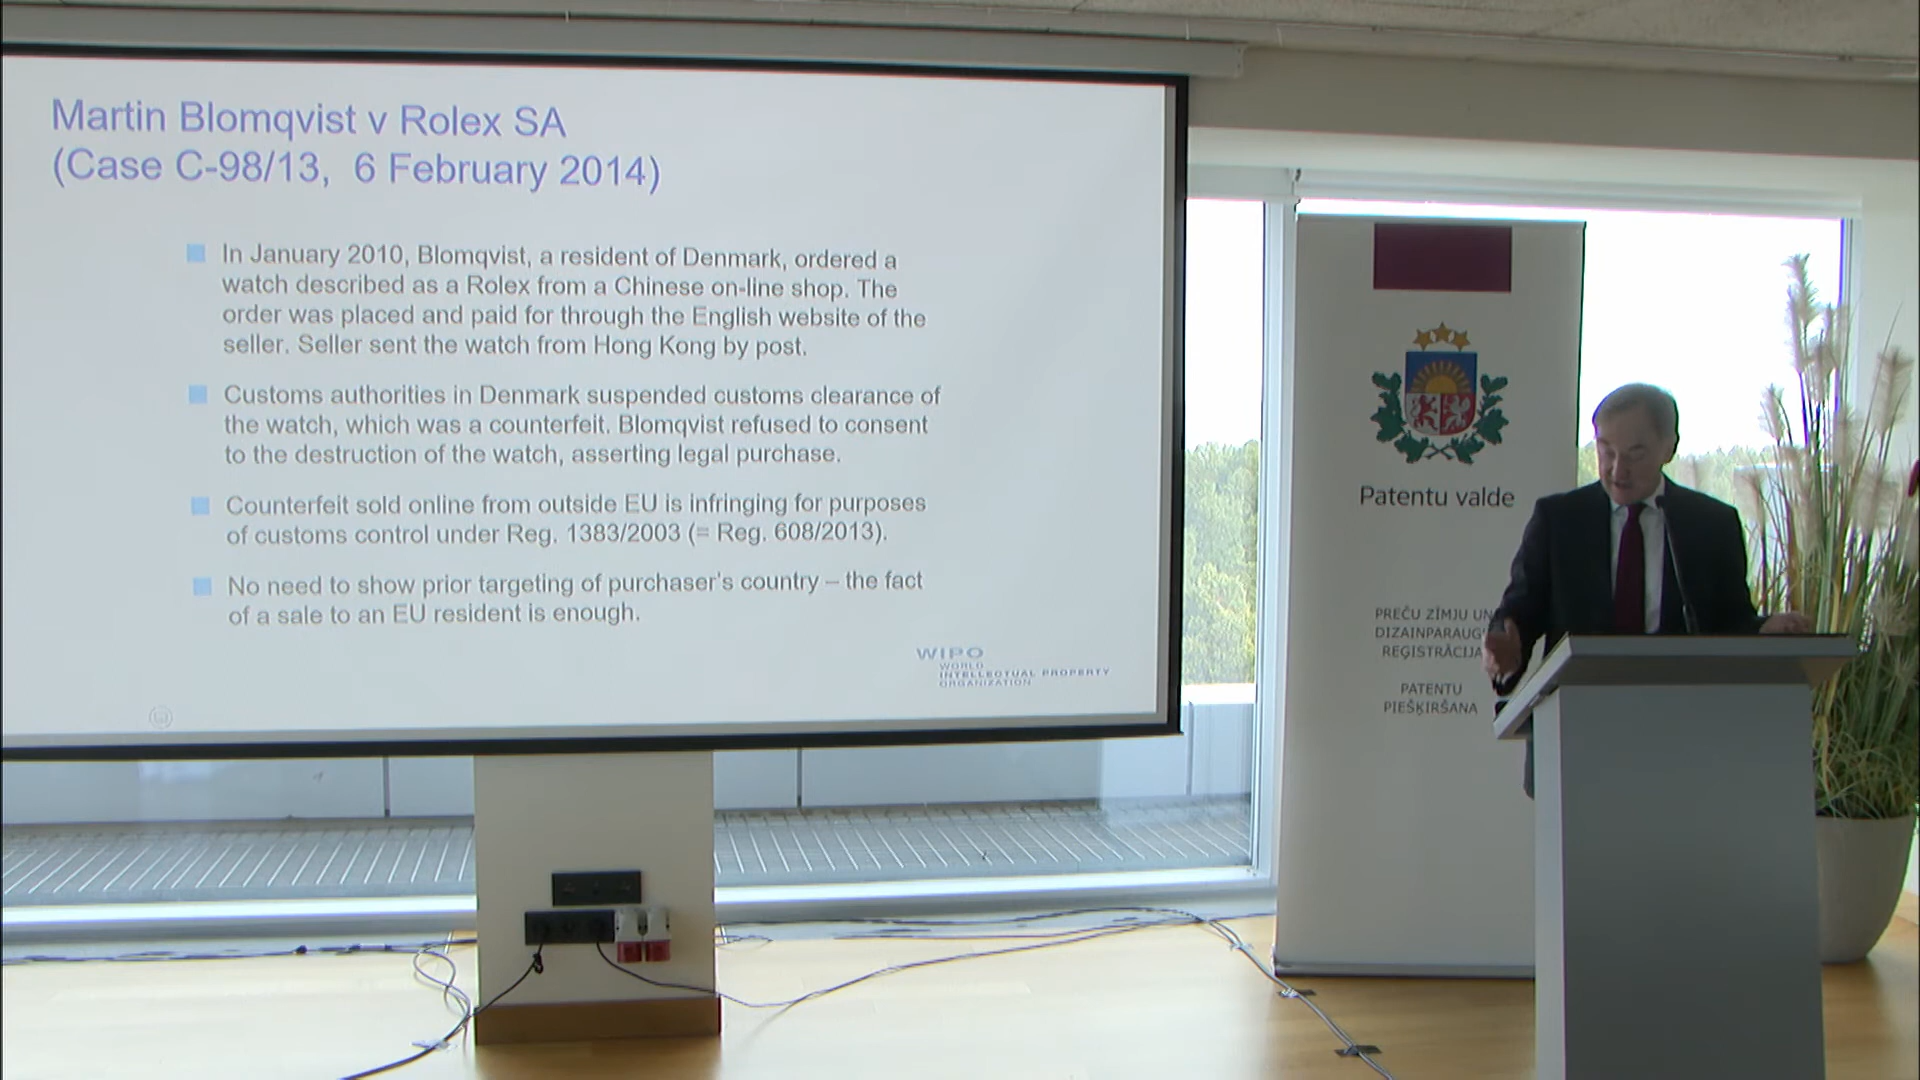 Martin Blomqvist v Rolex SA
(Case C-98/13, 6 February 2014)
In January 2010, Blomqvist, a resident of Denmark, ordered a
watch described as a Rolex from a Chinese on-line shop. The
order was placed and paid for through the English website of the
seller. Seller sent the watch from Hong Kong by post.
Customs authorities in Denmark suspended customs clearance of
the watch, which was a counterfeit. Blomqvist refused to consent
to the destruction of the watch, asserting legal purchase.
Counterfeit sold online from outside EU is infringing for purposes
of customs control under Reg. 1383/2003 (= Reg. 608/2013).
No need to show prior targeting of purchaser's country – the fact
of a sale to an EU resident is enough.
WIPO
WORLD
INTELLECTUAL PROPERTY
ORGANIZATION
Patentu valde
PREČU ZĪMJU UN
DIZAINPARAUG
REĢISTRĀCIJA
PATENTU
PIEŠĶIRŠANA